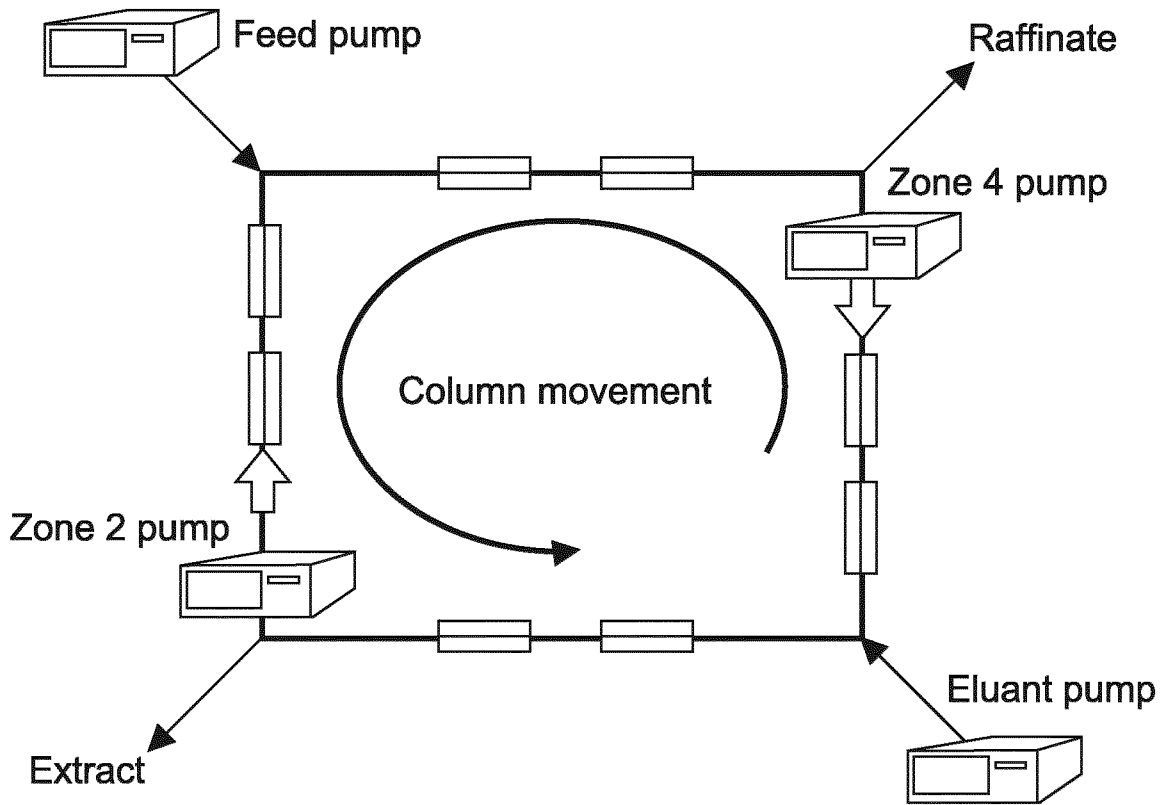 Feed pump
Raffinate
Zone 4 pump
Column movement
Zone 2 pump
Eluant pump
Extract